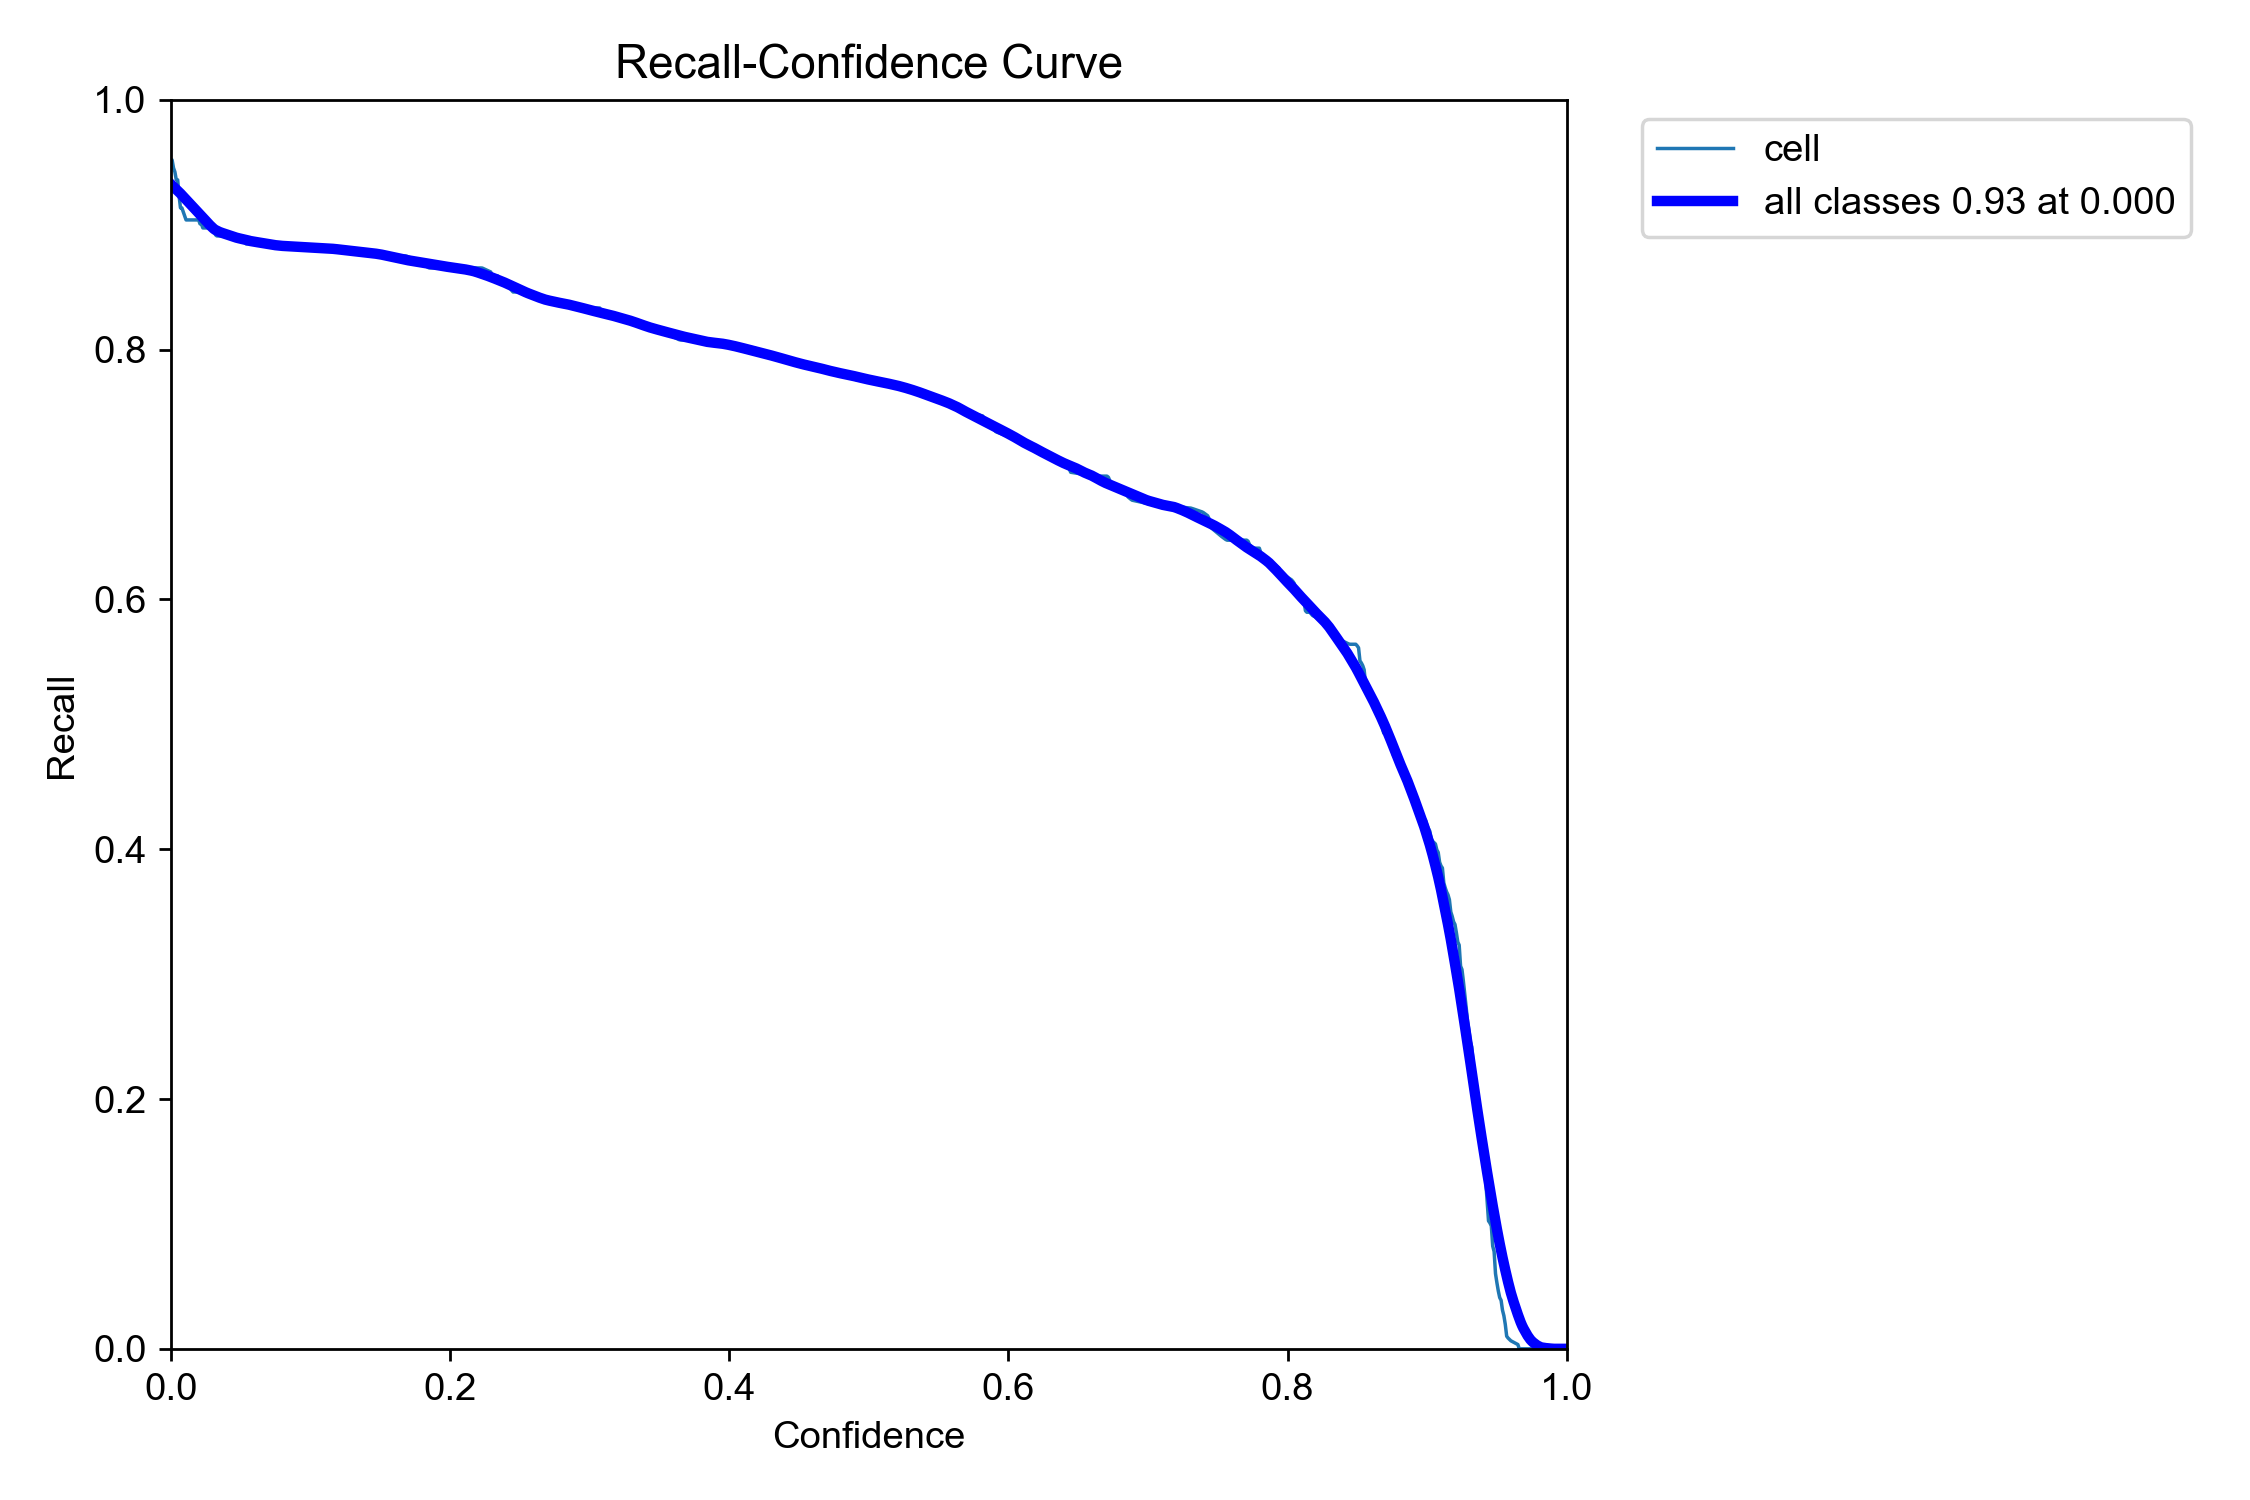 Recall-Confidence Curve
1.0
0.8
0.6
0.4
0.2
0.0
Recall
0.0 0.2 0.4 0.6 0.8 1.0
Confidence
cell
all classes 0.93 at 0.000